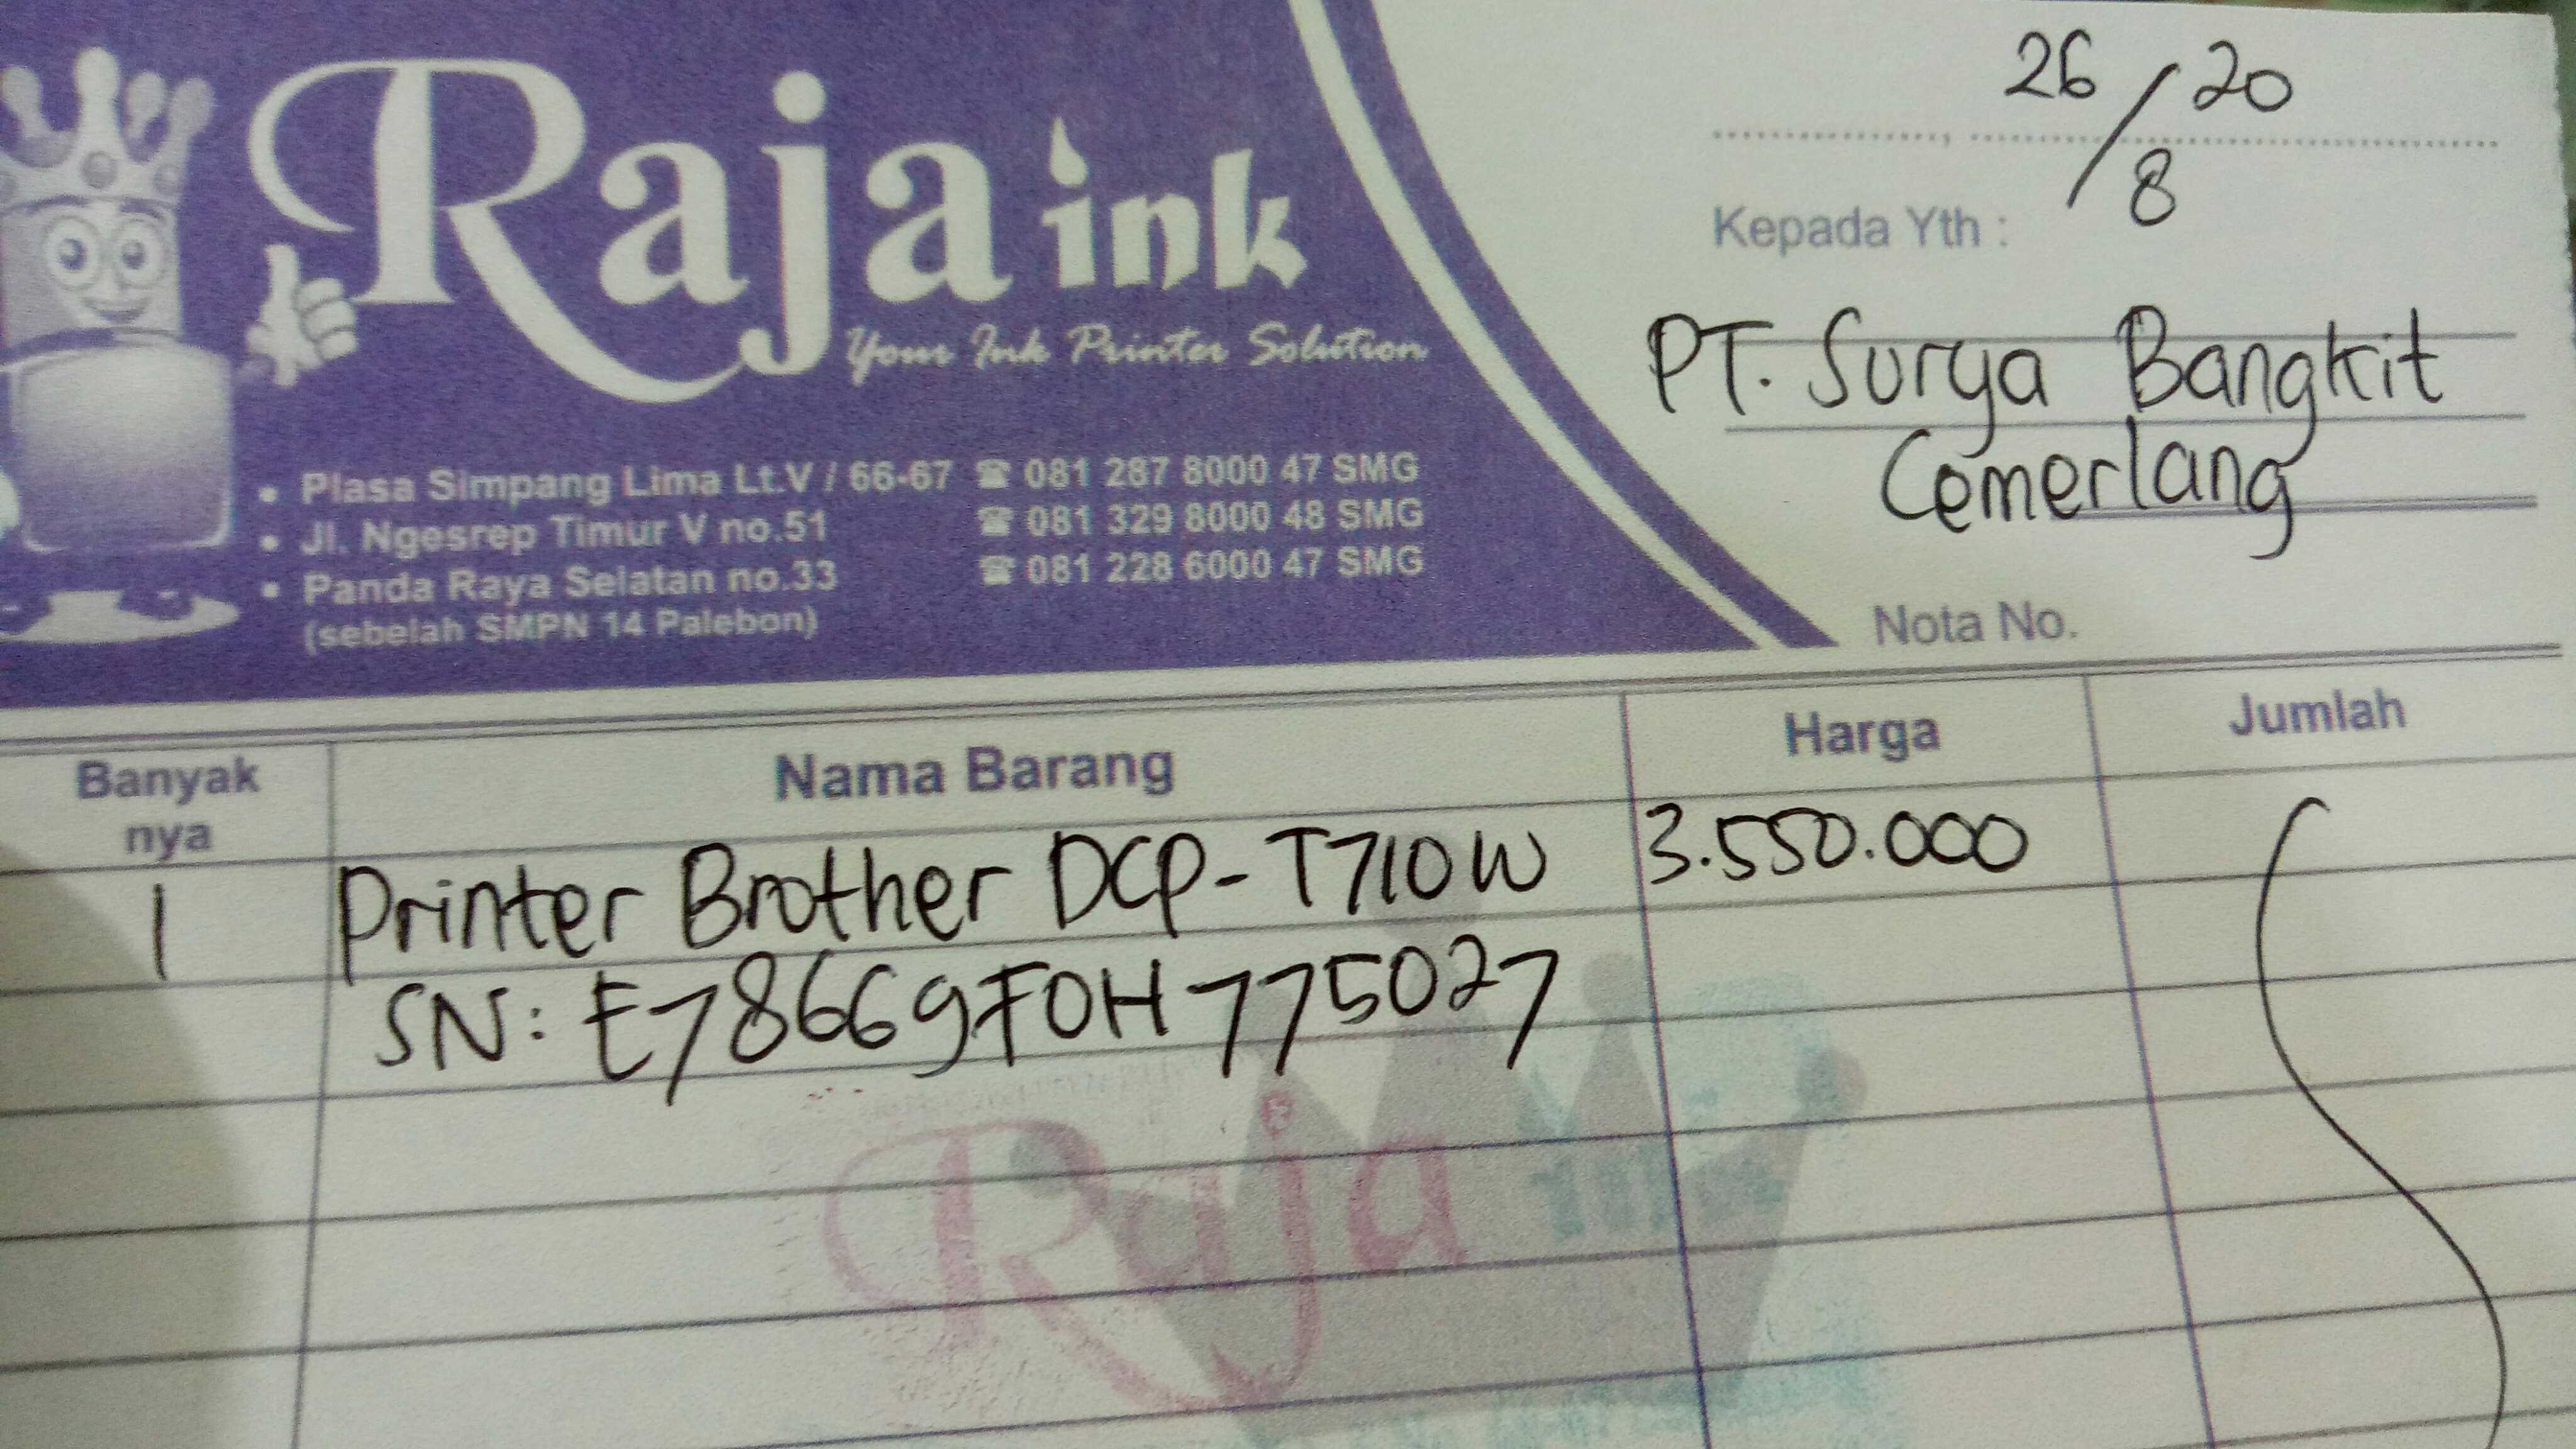 Raja ink
Your Ink Printer Solution
• Plasa Simpang Lima Lt.V / 66-67 ☎ 081 287 8000 47 SMG
• Jl. Ngesrep Timur V no.51 ☎ 081 329 8000 48 SMG
• Panda Raya Selatan no.33 ☎ 081 228 6000 47 SMG
(sebelah SMPN 14 Palebon)
26/8 20
Kepada Yth :
PT. Surya Bangkit
Cemerlang
Nota No.
Banyak nya Nama Barang Harga Jumlah
1 Printer Brother DCP-T710W 3.550.000
SN: E78669F0H775027
Raja